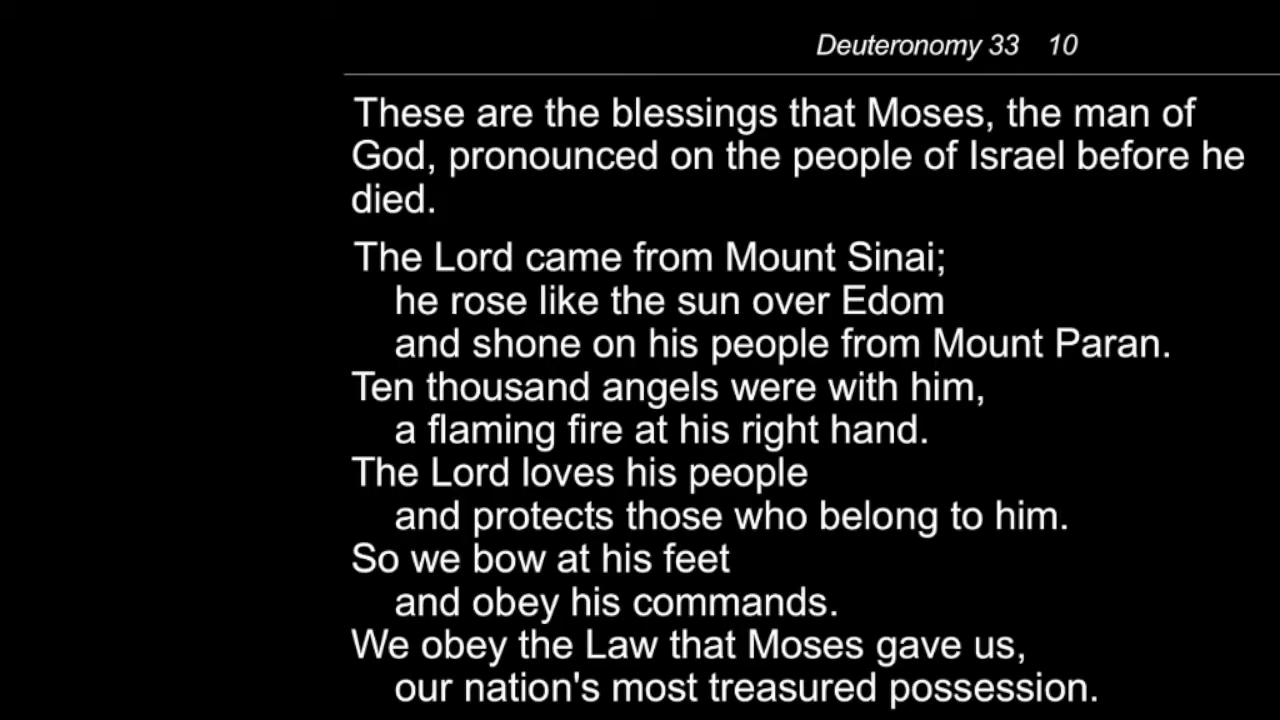 Deuteronomy 33 10
These are the blessings that Moses, the man of
God, pronounced on the people of Israel before he
died.
The Lord came from Mount Sinai;
he rose like the sun over Edom
and shone on his people from Mount Paran.
Ten thousand angels were with him,
a flaming fire at his right hand.
The Lord loves his people
and protects those who belong to him.
So we bow at his feet
and obey his commands.
We obey the Law that Moses gave us,
our nation's most treasured possession.